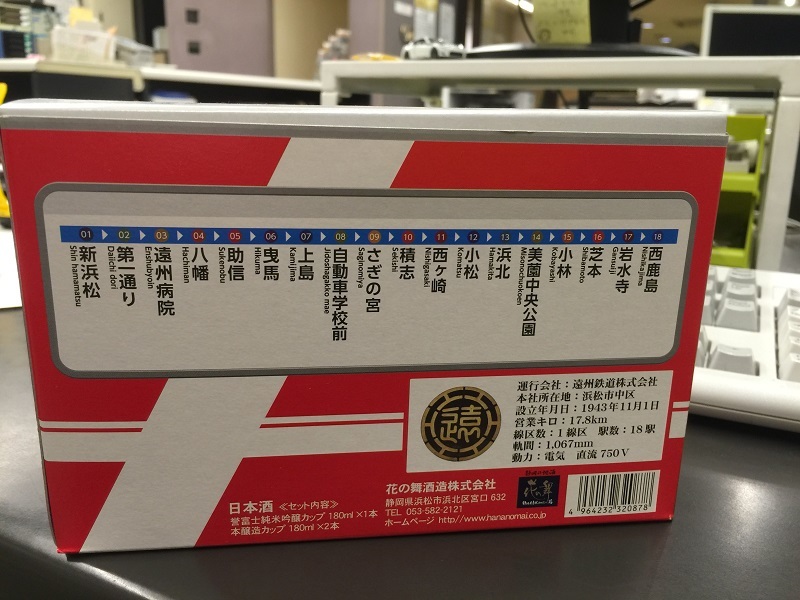 01 新浜松 Shin hamamatsu
02 第一通り Daiichi dori
03 遠州病院 Enshubyoin
04 八幡 Hachiman
05 助信 Sukenobu
06 曳馬 Hikuma
07 上島 Kamijima
08 自動車学校前 Jidoshagakko mae
09 さぎの宮 Saginomiya
10 積志 Sekishi
11 西ヶ崎 Nishigasaki
12 小松 Komatsu
13 浜北 Hamakita
14 美薗中央公園 Misonochuokoen
15 小林 Kobayashi
16 芝本 Shibamoto
17 岩水寺 Gansuiji
18 西鹿島 Nishikajima
遠
運行会社：遠州鉄道株式会社
本社所在地：浜松市中区
設立年月日：1943年11月1日
営業キロ：17.8km
線区数：1線区 駅数：18駅
軌間：1,067mm
動力：電気 直流750V
日本酒 ≪セット内容≫
誉富士純米吟醸カップ 180ml×1本
本醸造カップ 180ml×2本
花の舞酒造株式会社
静岡県浜松市浜北区宮口 632
TEL 053-582-2121
ホームページ http//www.hananomai.co.jp
花の舞
4 964232 320878